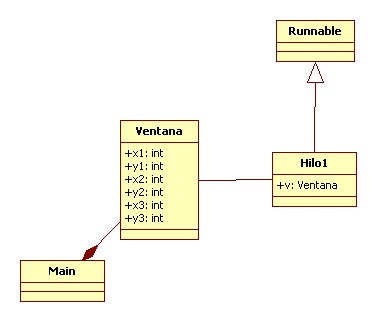 Runnable
Ventana
+x1: int
+y1: int
+x2: int
+y2: int
+x3: int
+y3: int
Hilo1
+v: Ventana
Main